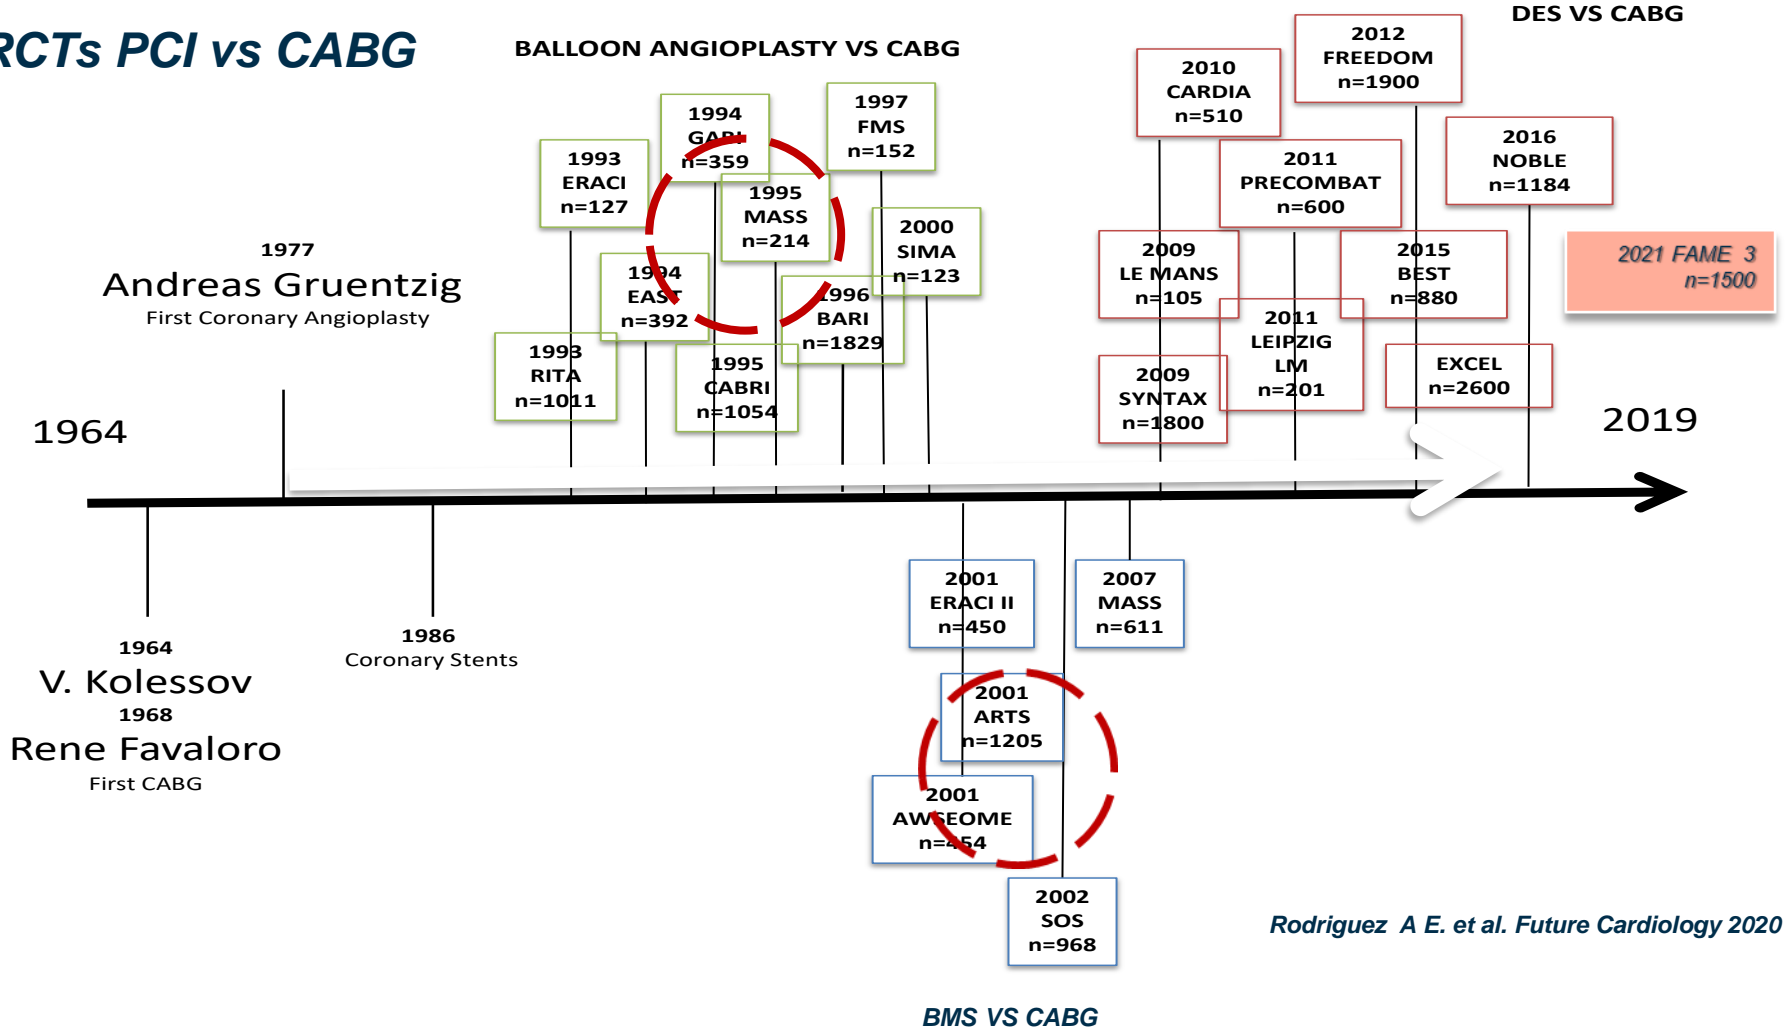 RCTs PCI vs CABG
BALLOON ANGIOPLASTY VS CABG
DES VS CABG
1993
ERACI
n=127
1994
GABI
n=359
1995
MASS
n=214
1997
FMS
n=152
2000
SIMA
n=123
1994
EAST
n=392
1996
BARI
n=1829
1993
RITA
n=1011
1995
CABRI
n=1054
2010
CARDIA
n=510
2012
FREEDOM
n=1900
2011
PRECOMBAT
n=600
2016
NOBLE
n=1184
2009
LE MANS
n=105
2015
BEST
n=880
2011
LEIPZIG
LM
n=201
2009
SYNTAX
n=1800
EXCEL
n=2600
2021 FAME 3
n=1500
1977
Andreas Gruentzig
First Coronary Angioplasty
1964
2019
1964
V. Kolessov
1968
Rene Favaloro
First CABG
1986
Coronary Stents
2001
ERACI II
n=450
2007
MASS
n=611
2001
ARTS
n=1205
2001
AWSEOME
n=454
2002
SOS
n=968
Rodriguez A E. et al. Future Cardiology 2020
BMS VS CABG